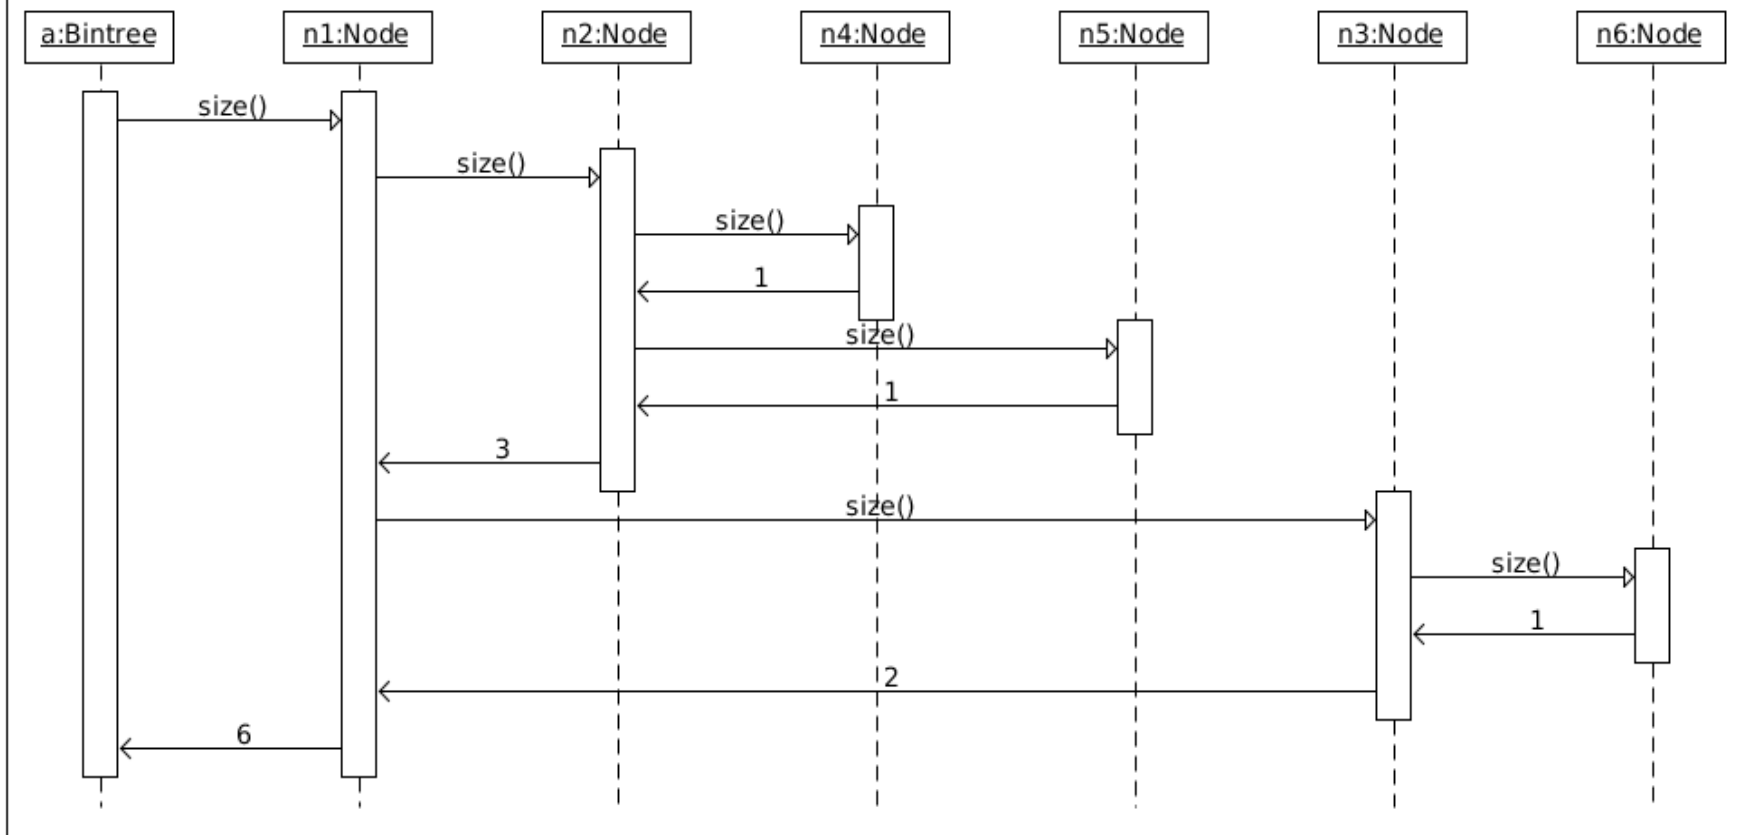 a:Bintree
n1:Node
n2:Node
n4:Node
n5:Node
n3:Node
n6:Node
size()
size()
size()
1
size()
1
3
size()
size()
1
2
6